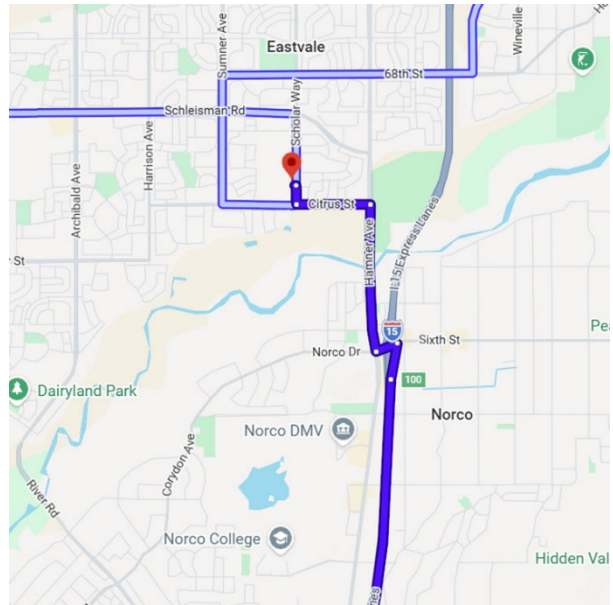 Sumner Ave
Eastvale
Wineville
68th St
Schleisman Rd
Scholar Way
Harrison Ave
Archibald Ave
Citrus St
Hamner Ave
I-15 Express Lanes
15
Norco Dr
Sixth St
100
Dairyland Park
Norco
Norco DMV
Corydon Ave
River Rd
Norco College
Hidden Val